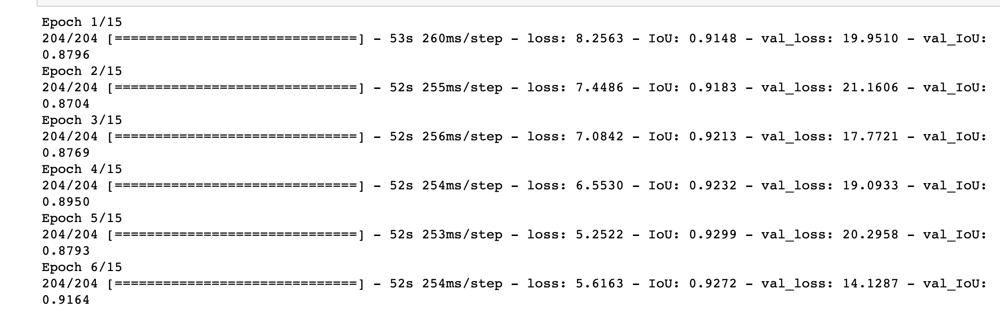 Epoch 1/15
204/204 [==============================] - 53s 260ms/step - loss: 8.2563 - IoU: 0.9148 - val_loss: 19.9510 - val_IoU:
0.8796
Epoch 2/15
204/204 [==============================] - 52s 255ms/step - loss: 7.4486 - IoU: 0.9183 - val_loss: 21.1606 - val_IoU:
0.8704
Epoch 3/15
204/204 [==============================] - 52s 256ms/step - loss: 7.0842 - IoU: 0.9213 - val_loss: 17.7721 - val_IoU:
0.8769
Epoch 4/15
204/204 [==============================] - 52s 254ms/step - loss: 6.5530 - IoU: 0.9232 - val_loss: 19.0933 - val_IoU:
0.8950
Epoch 5/15
204/204 [==============================] - 52s 253ms/step - loss: 5.2522 - IoU: 0.9299 - val_loss: 20.2958 - val_IoU:
0.8793
Epoch 6/15
204/204 [==============================] - 52s 254ms/step - loss: 5.6163 - IoU: 0.9272 - val_loss: 14.1287 - val_IoU:
0.9164